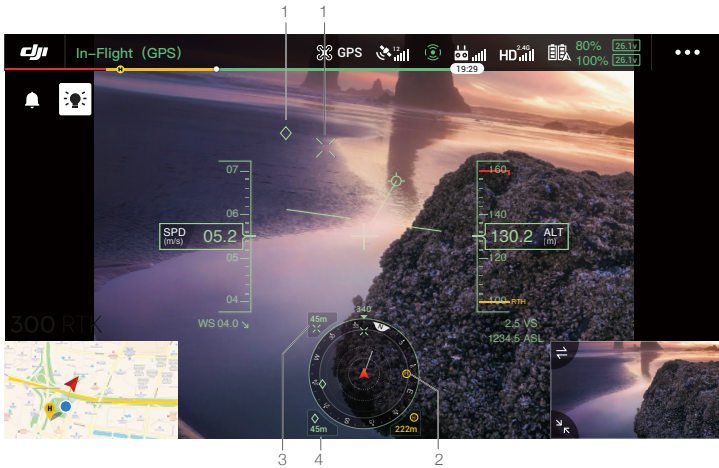 1 1
dji In-Flight (GPS) GPS 12 HD 2.4G 80% 26.1v
100% 26.1v
19:29
H
07 160
06 140
SPD (m/s) 05.2 130.2 ALT (m)
05 120
04 100 RTH
300 RTK
WS 04.0 ↘ 2.5 VS
1234.5 ASL
340
45m
N
W E
S
H
45m 222m
3 4 2